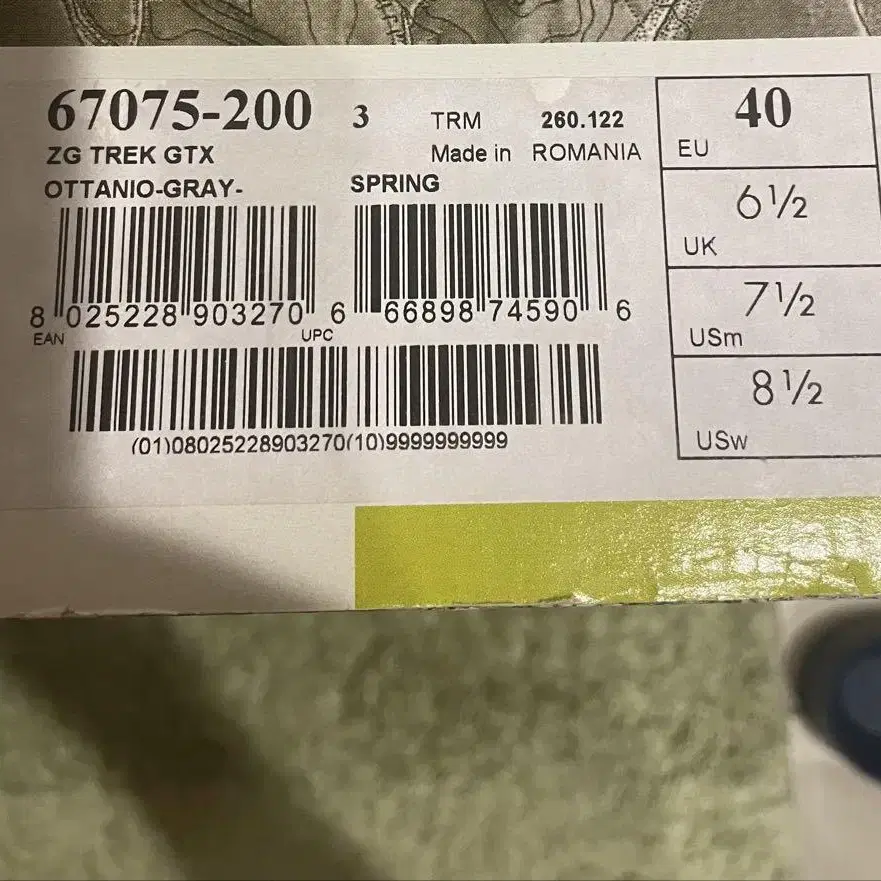 67075-200 3 TRM 260.122
ZG TREK GTX Made in ROMANIA
OTTANIO-GRAY- SPRING
8 025228 903270 6 66898 74590 6
EAN UPC
(01)08025228903270(10)9999999999
40
EU
6½
UK
7½
USm
8½
USw